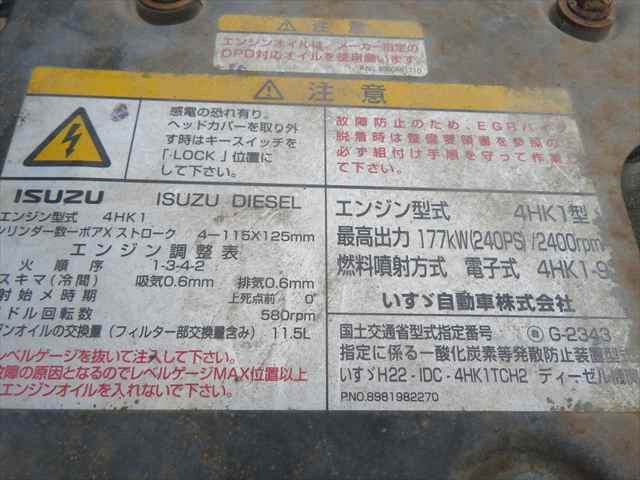 注意
エンジンオイルは、メーカー指定の
DPD対応オイルを使用願います
注意
感電の恐れ有り。
ヘッドカバーを取り外
す時はキースイッチを
「LOCK」位置に
して下さい。
故障防止のため、EGRパイ
脱着時は整備要領書を参照の
必ず組付け手順を守って作業
て下さい。
ISUZU ISUZU DIESEL
エンジン型式 4HK1
シリンダー数ーボアXストローク 4-115X125mm
エンジン調整表
火順序 1-3-4-2
スキマ(冷間) 吸気0.6mm 排気0.6mm
射始メ時期 上死点前 0°
ドル回転数 580rpm
ンオイルの交換量(フィルター部交換量含み) 11.5L
レベルゲージを抜いて注入して下さい。
故障の原因となるのでレベルゲージMAX位置以上
エンジンオイルを入れないで下さい。
エンジン型式 4HK1型
最高出力 177kW(240PS)/2400rpm
燃料噴射方式 電子式 4HK1-9
いすゞ自動車株式会社
国土交通省型式指定番号 G-2343
指定に係る一酸化炭素等発散防止装置型式
いすゞH22-IDC-4HK1TCH2 ディーゼル機関
P.NO.8981982270